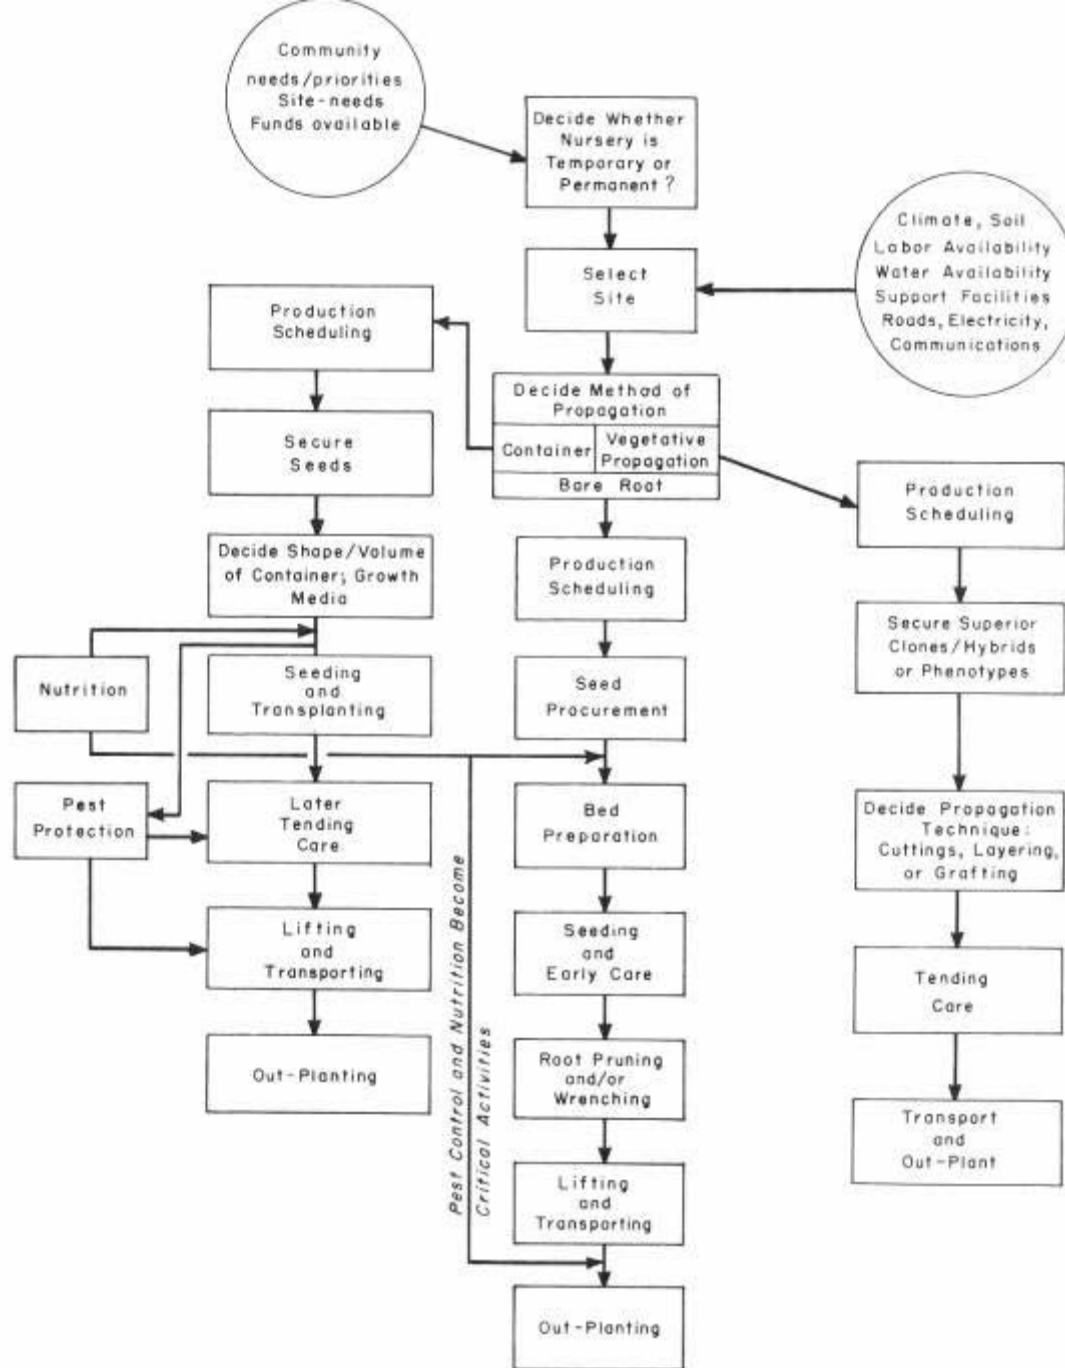 Community
needs/priorities
Site-needs
Funds available
Decide Whether
Nursery is
Temporary or
Permanent?
Climate, Soil
Labor Availability
Water Availability
Support Facilities
Roads, Electricity,
Communications
Select
Site
Decide Method of
Propagation
Container
Vegetative
Propagation
Bare Root
Production
Scheduling
Secure
Seeds
Decide Shape/Volume
of Container; Growth
Media
Nutrition
Seeding
and
Transplanting
Pest
Protection
Later
Tending
Care
Lifting
and
Transporting
Out-Planting
Pest Control and Nutrition Become
Critical Activities
Production
Scheduling
Seed
Procurement
Bed
Preparation
Seeding
and
Early Care
Root Pruning
and/or
Wrenching
Lifting
and
Transporting
Out-Planting
Production
Scheduling
Secure Superior
Clones/Hybrids
or Phenotypes
Decide Propagation
Technique:
Cuttings, Layering,
or Grafting
Tending
Care
Transport
and
Out-Plant